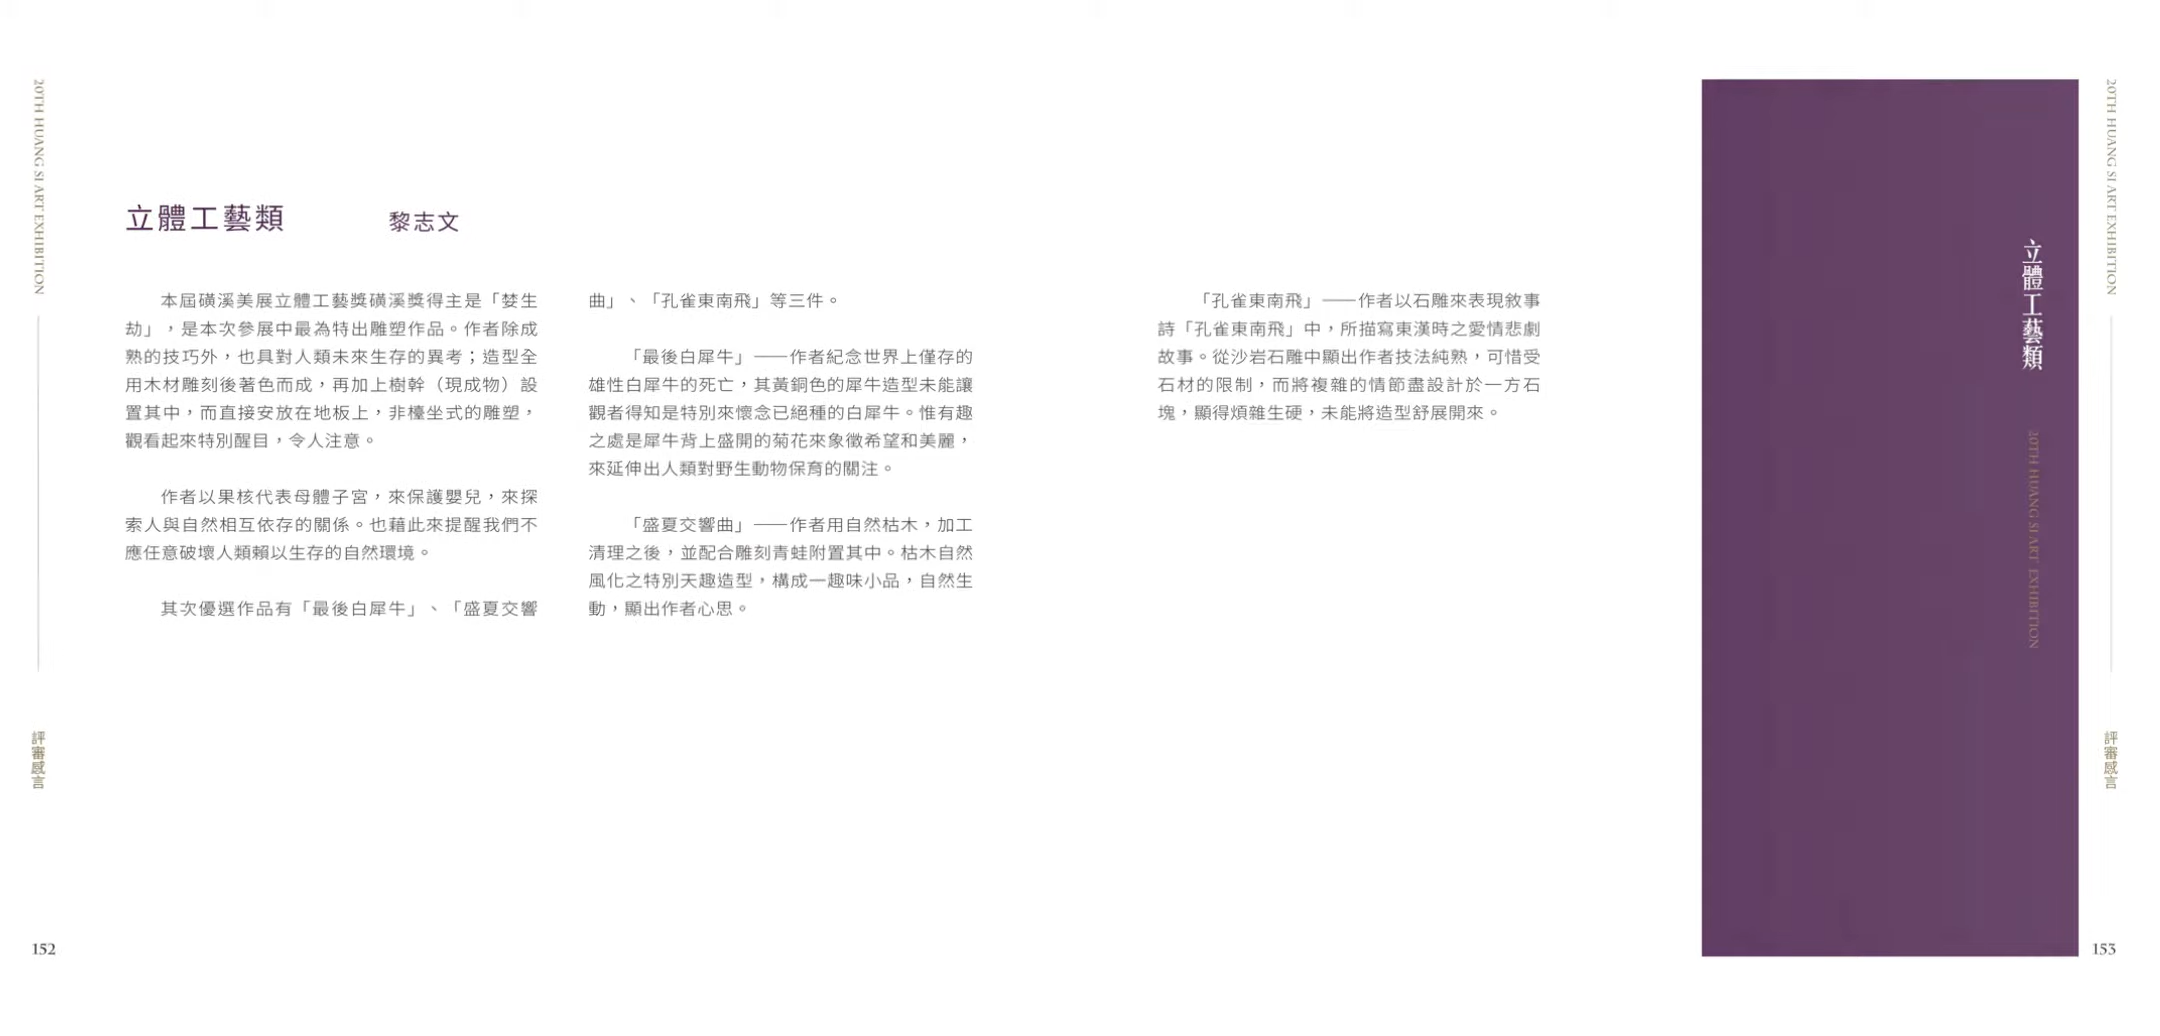 20TH HUANG SI ART EXHIBITION
評審感言
152
立體工藝類
黎志文
本屆磺溪美展立體工藝獎磺溪獎得主是「婪生
劫」，是本次參展中最為特出雕塑作品。作者除成
熟的技巧外，也具對人類未來生存的異考；造型全
用木材雕刻後著色而成，再加上樹幹（現成物）設
置其中，而直接安放在地板上，非檯坐式的雕塑，
觀看起來特別醒目，令人注意。
作者以果核代表母體子宮，來保護嬰兒，來探
索人與自然相互依存的關係。也藉此來提醒我們不
應任意破壞人類賴以生存的自然環境。
其次優選作品有「最後白犀牛」、「盛夏交響
曲」、「孔雀東南飛」等三件。
「最後白犀牛」——作者紀念世界上僅存的
雄性白犀牛的死亡，其黃銅色的犀牛造型未能讓
觀者得知是特別來懷念已絕種的白犀牛。惟有趣
之處是犀牛背上盛開的菊花來象徵希望和美麗，
來延伸出人類對野生動物保育的關注。
「盛夏交響曲」——作者用自然枯木，加工
清理之後，並配合雕刻青蛙附置其中。枯木自然
風化之特別天趣造型，構成一趣味小品，自然生
動，顯出作者心思。
「孔雀東南飛」——作者以石雕來表現敘事
詩「孔雀東南飛」中，所描寫東漢時之愛情悲劇
故事。從沙岩石雕中顯出作者技法純熟，可惜受
石材的限制，而將複雜的情節盡設計於一方石
塊，顯得煩雜生硬，未能將造型舒展開來。
立體工藝類
20TH HUANG SI ART EXHIBITION
20TH HUANG SI ART EXHIBITION
評審感言
153